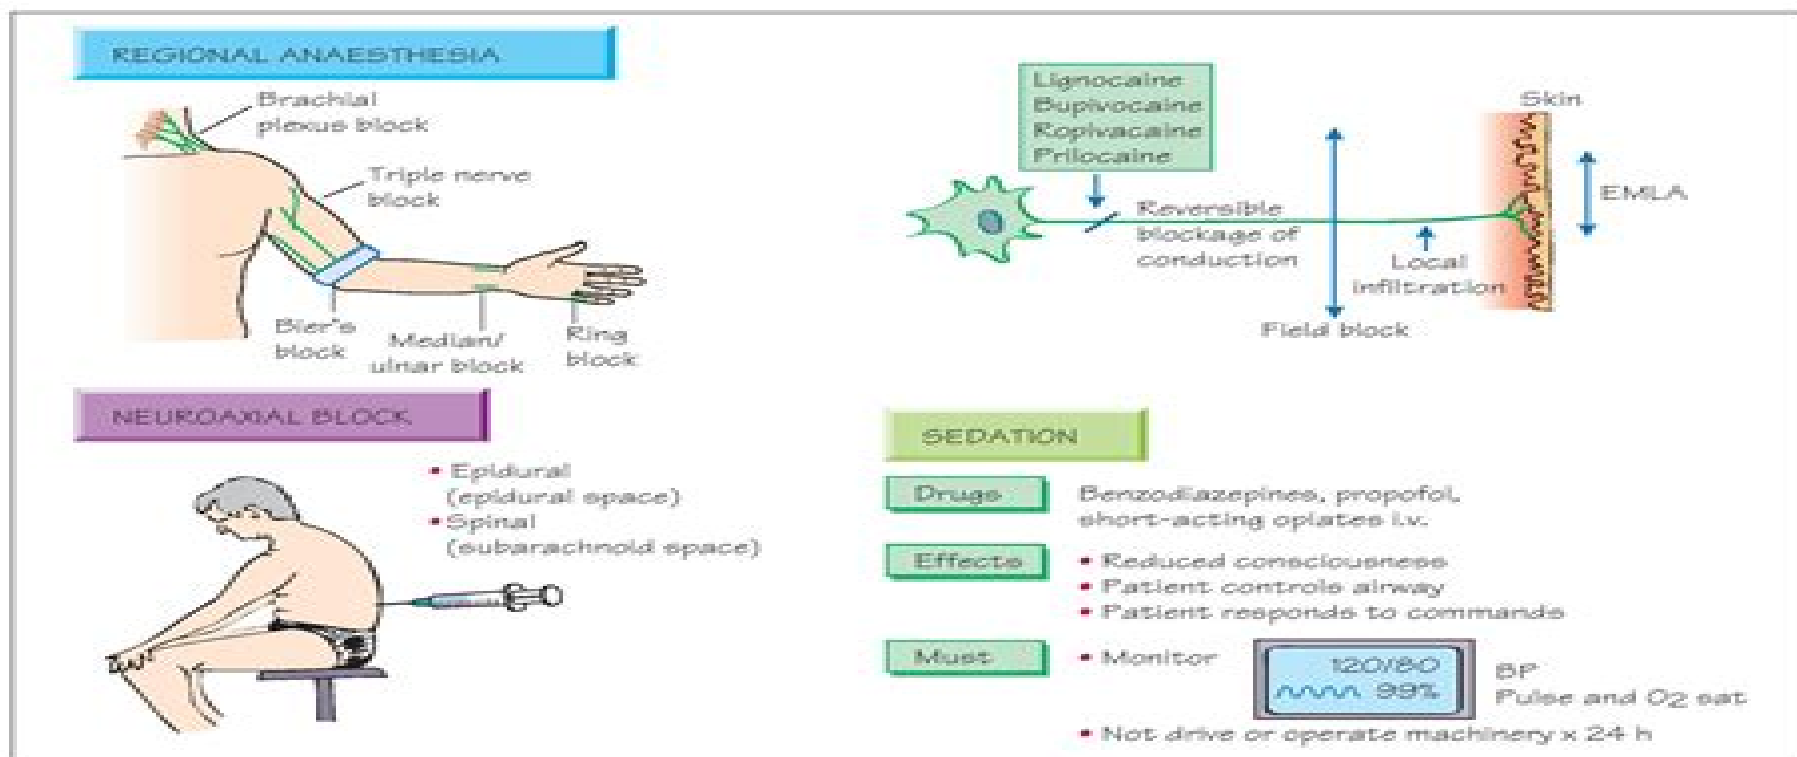 REGIONAL ANAESTHESIA
Brachial
plexus block
Triple nerve
block
Bier's
block
Median/
ulnar block
Ring
block
Lignocaine
Bupivocaine
Ropivacaine
Prilocaine
Reversible
blockage of
conduction
Skin
EMLA
Local
infiltration
Field block
NEUROAXIAL BLOCK
• Epidural
(epidural space)
• Spinal
(subarachnoid space)
SEDATION
Drugs
Benzodiazepines, propofol,
short-acting opiates i.v.
Effects
• Reduced consciousness
• Patient controls airway
• Patient responds to commands
Must
• Monitor
120/80
99%
BP
Pulse and O2 sat
• Not drive or operate machinery x 24 h